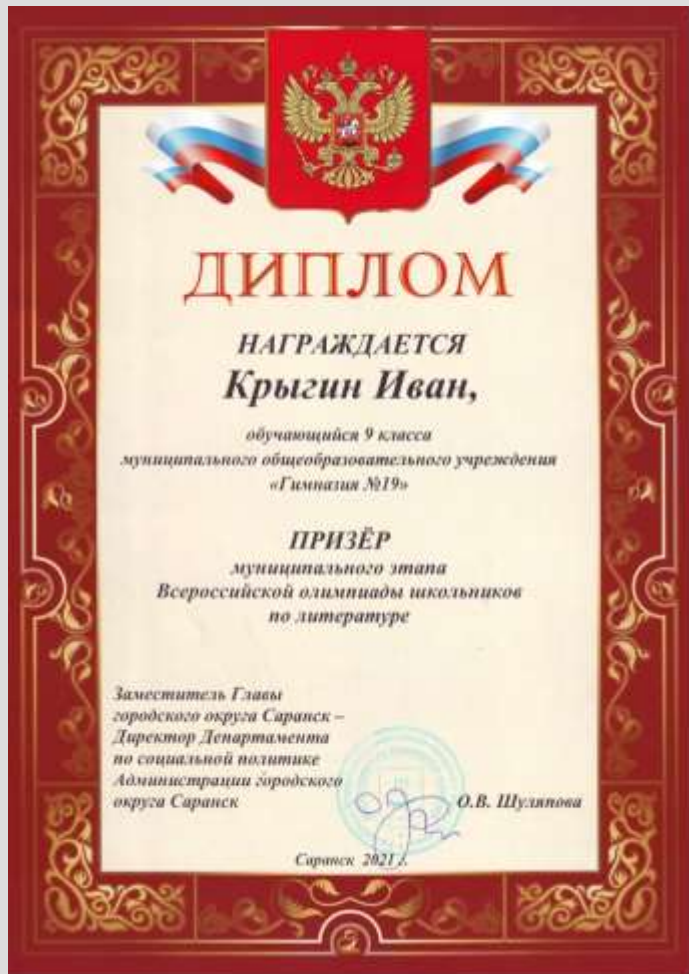 ДИПЛОМ
НАГРАЖДАЕТСЯ
Крыгин Иван,
обучающийся 9 класса
муниципального общеобразовательного учреждения
«Гимназия №19»
ПРИЗЁР
муниципального этапа
Всероссийской олимпиады школьников
по литературе
Заместитель Главы
городского округа Саранск –
Директор Департамента
по социальной политике
Администрации городского
округа Саранск
О.В. Шуляпова
Саранск 2021 г.